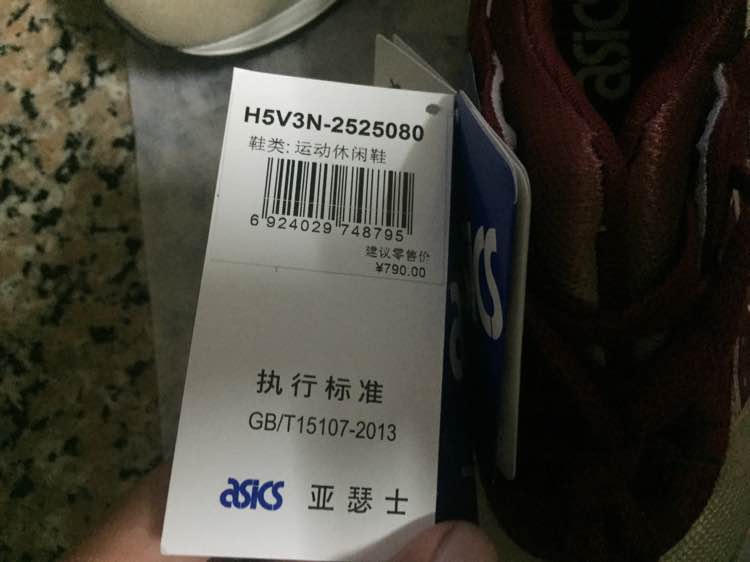 H5V3N-2525080
鞋类: 运动休闲鞋
6 924029 748795
建议零售价
¥790.00
执行标准
GB/T15107-2013
asics 亚瑟士
asics